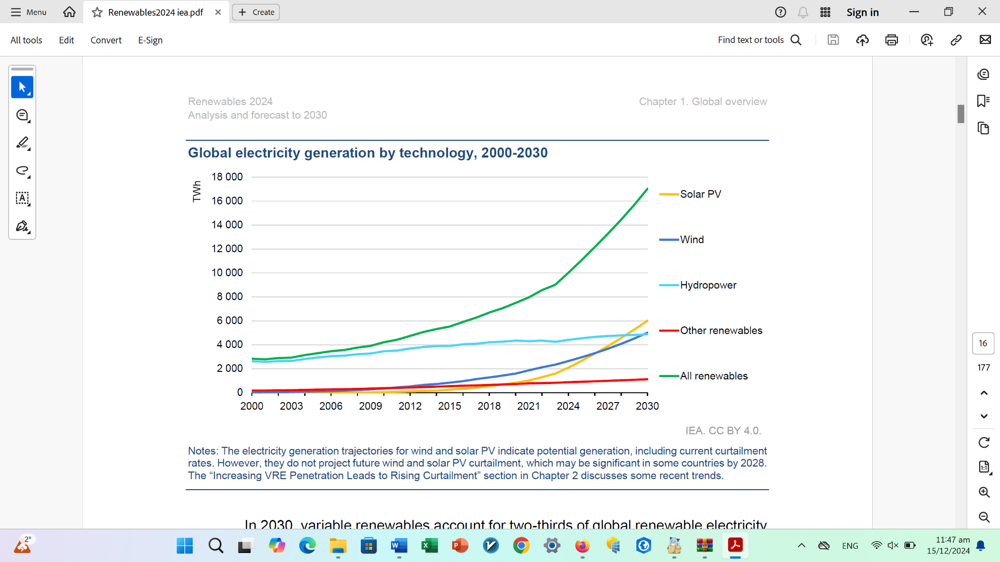 Menu
Renewables2024 iea.pdf
Create
Sign in
All tools
Edit
Convert
E-Sign
Find text or tools
Renewables 2024
Chapter 1. Global overview
Analysis and forecast to 2030
Global electricity generation by technology, 2000-2030
TWh
18 000
16 000
14 000
12 000
10 000
8 000
6 000
4 000
2 000
0
2000 2003 2006 2009 2012 2015 2018 2021 2024 2027 2030
Solar PV
Wind
Hydropower
Other renewables
All renewables
IEA. CC BY 4.0.
Notes: The electricity generation trajectories for wind and solar PV indicate potential generation, including current curtailment
rates. However, they do not project future wind and solar PV curtailment, which may be significant in some countries by 2028.
The “Increasing VRE Penetration Leads to Rising Curtailment” section in Chapter 2 discusses some recent trends.
In 2030, variable renewables account for two-thirds of global renewable electricity
16
177
1:1
2°
ENG
11:47 am
15/12/2024